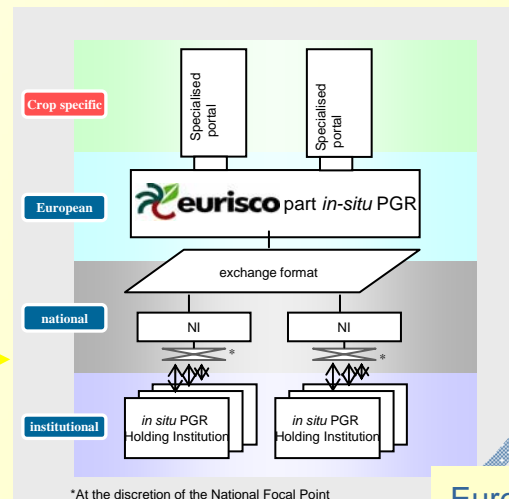 Crop specific
Specialised
portal
Specialised
portal
European
eurisco part in-situ PGR
exchange format
national
NI
NI
*
*
institutional
in situ PGR
Holding Institution
in situ PGR
Holding Institution
*At the discretion of the National Focal Point
Euro